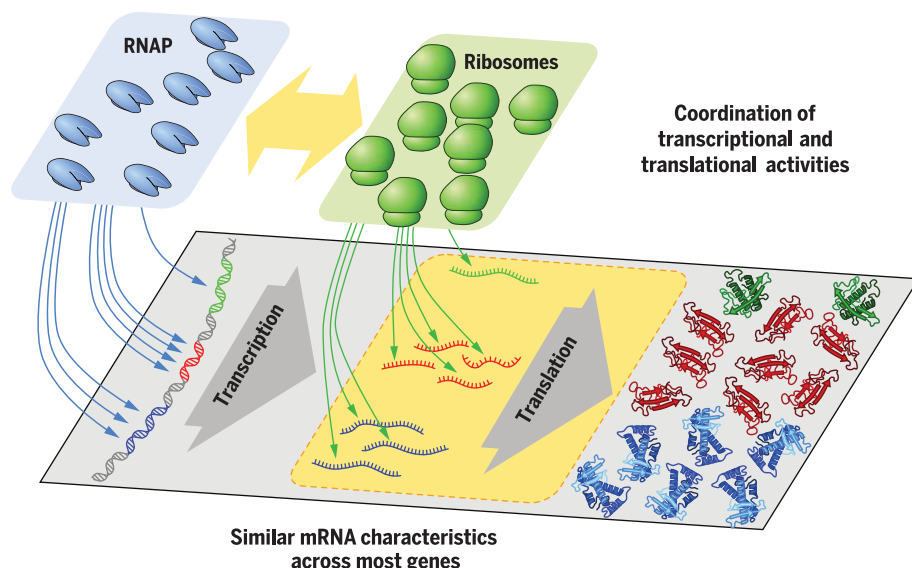 RNAP
Ribosomes
Coordination of
transcriptional and
translational activities
Transcription
Translation
Similar mRNA characteristics
across most genes